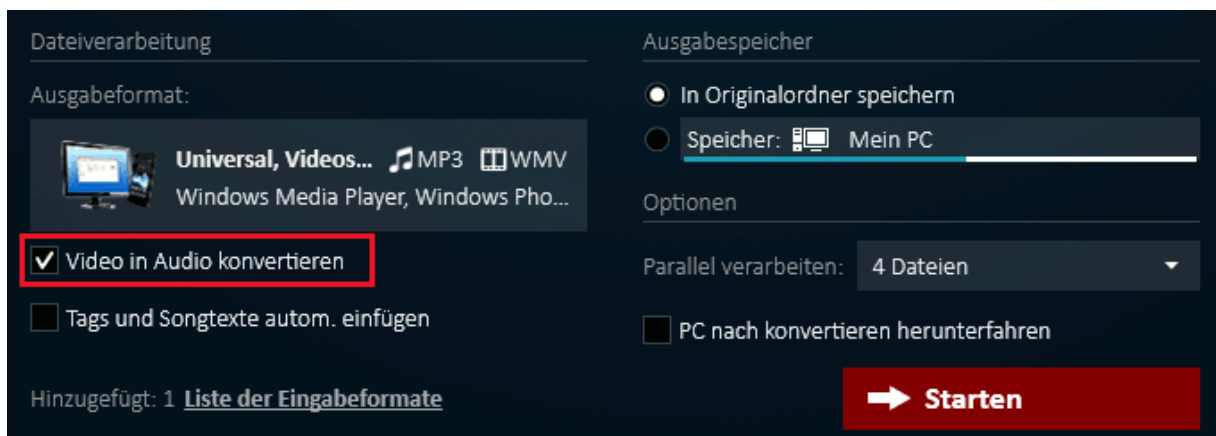 Dateiverarbeitung
Ausgabeformat:
Universal, Videos... MP3 WMV
Windows Media Player, Windows Pho...
Video in Audio konvertieren
Tags und Songtexte autom. einfügen
Hinzugefügt: 1 Liste der Eingabeformate
Ausgabespeicher
In Originalordner speichern
Speicher: Mein PC
Optionen
Parallel verarbeiten: 4 Dateien
PC nach konvertieren herunterfahren
Starten